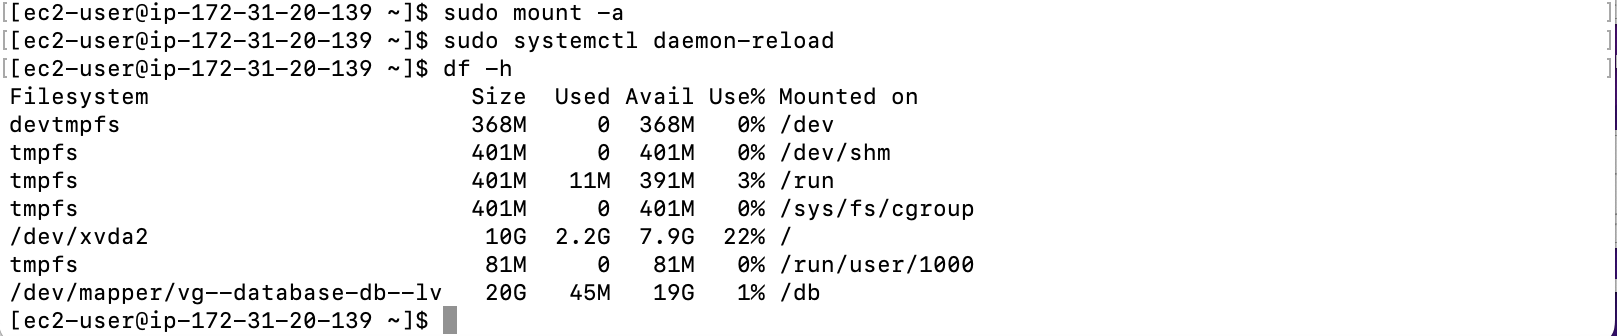 [[ec2-user@ip-172-31-20-139 ~]$ sudo mount -a ]
[[ec2-user@ip-172-31-20-139 ~]$ sudo systemctl daemon-reload ]
[[ec2-user@ip-172-31-20-139 ~]$ df -h ]
Filesystem                       Size  Used Avail Use% Mounted on
devtmpfs                         368M     0  368M   0% /dev
tmpfs                            401M     0  401M   0% /dev/shm
tmpfs                            401M   11M  391M   3% /run
tmpfs                            401M     0  401M   0% /sys/fs/cgroup
/dev/xvda2                        10G  2.2G  7.9G  22% /
tmpfs                             81M     0   81M   0% /run/user/1000
/dev/mapper/vg--database-db--lv   20G   45M   19G   1% /db
[ec2-user@ip-172-31-20-139 ~]$